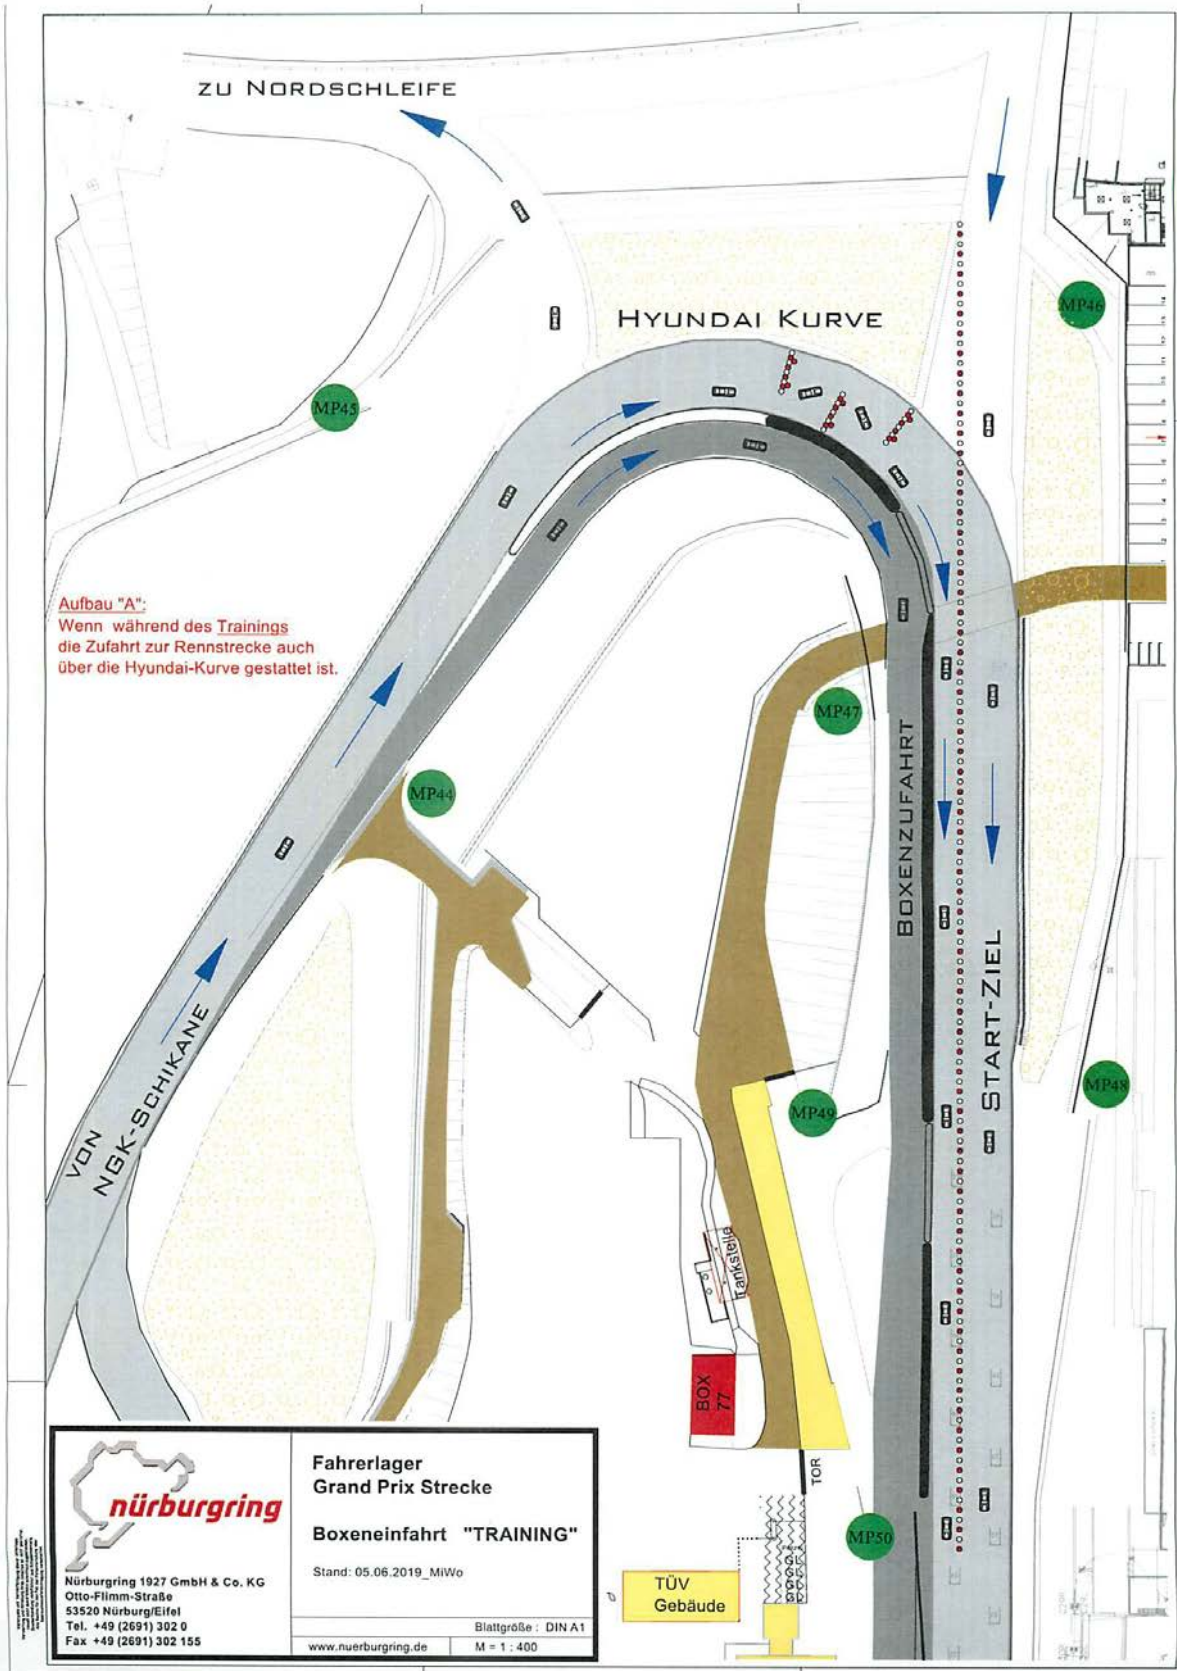 ZU NORDSCHLEIFE
HYUNDAI KURVE
MP46
MP45
Aufbau "A":
Wenn während des Trainings
die Zufahrt zur Rennstrecke auch
über die Hyundai-Kurve gestattet ist.
MP47
MP44
BOXENZUFAHRT
START-ZIEL
VON
NGK-SCHIKANE
MP48
MP49
Tankstelle
BOX
77
TOR
MP50
TÜV
Gebäude
nürburgring
Nürburgring 1927 GmbH & Co. KG
Otto-Flimm-Straße
53520 Nürburg/Eifel
Tel. +49 (2691) 302 0
Fax +49 (2691) 302 155
Fahrerlager
Grand Prix Strecke
Boxeneinfahrt "TRAINING"
Stand: 05.06.2019_MiWo
Blattgröße : DIN A1
www.nuerburgring.de
M = 1 : 400